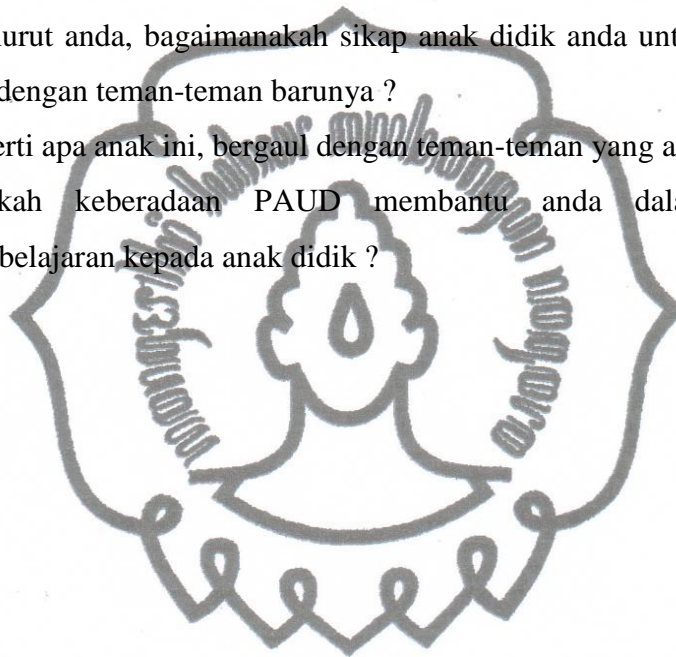 urut anda, bagaimanakah sikap anak didik anda unt
dengan teman-teman barunya ?
erti apa anak ini, bergaul dengan teman-teman yang a
kah keberadaan PAUD membantu anda dala
belajaran kepada anak didik ?